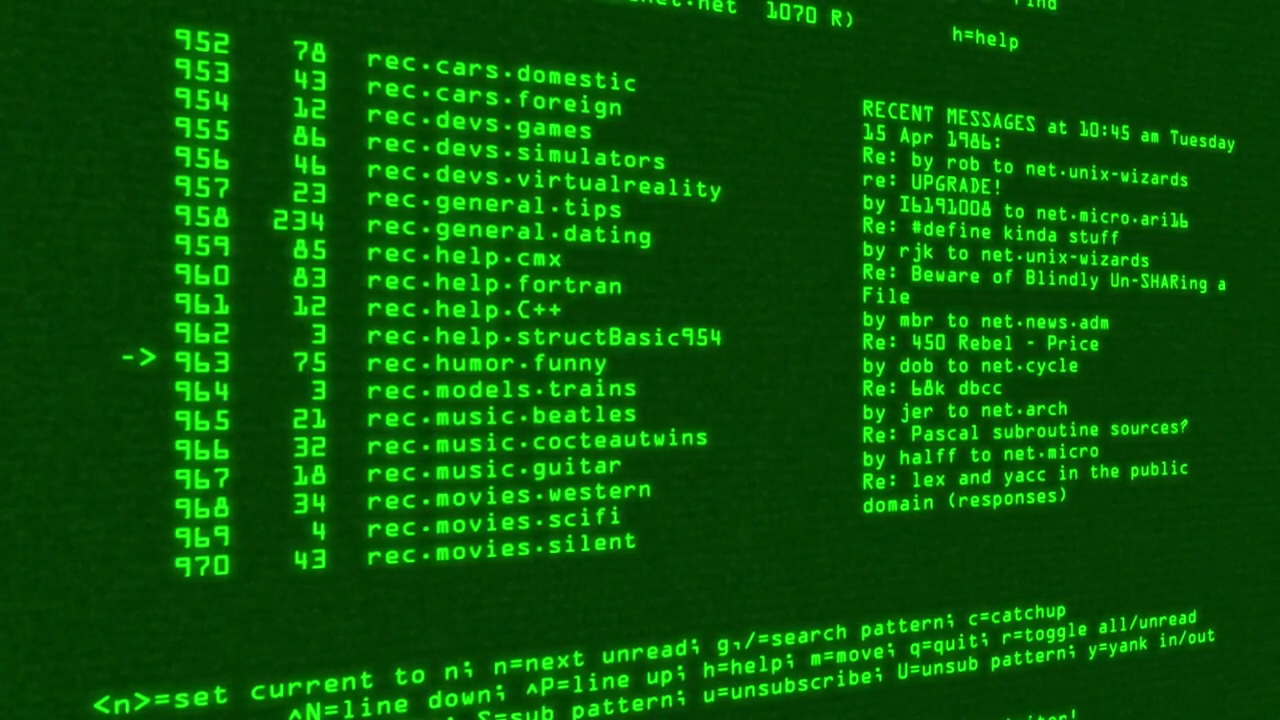 1070 R)
h=help
952 78 rec.cars.domestic
953 43 rec.cars.foreign
954 12 rec.devs.games
955 86 rec.devs.simulators
956 46 rec.devs.virtualreality
957 23 rec.general.tips
958 234 rec.general.dating
959 85 rec.help.cmx
960 83 rec.help.fortran
961 12 rec.help.C++
962 3 rec.help.structBasic954
-> 963 75 rec.humor.funny
964 3 rec.models.trains
965 21 rec.music.beatles
966 32 rec.music.cocteautwins
967 18 rec.music.guitar
968 34 rec.movies.western
969 4 rec.movies.scifi
970 43 rec.movies.silent
RECENT MESSAGES at 10:45 am Tuesday
15 Apr 1986:
Re: by rob to net.unix-wizards
re: UPGRADE!
by I6191008 to net.micro.ari16
Re: #define kinda stuff
by rjk to net.unix-wizards
Re: Beware of Blindly Un-SHARing a
File
by mbr to net.news.adm
Re: 450 Rebel - Price
by dob to net.cycle
Re: 68k dbcc
by jer to net.arch
Re: Pascal subroutine sources?
by halff to net.micro
Re: lex and yacc in the public
domain (responses)
<n>=set current to n; n=next unread; g,/=search pattern; c=catchup
^N=line down; ^P=line up; h=help; m=move; q=quit; r=toggle all/unread
S=sub pattern; u=unsubscribe; U=unsub pattern; y=yank in/out